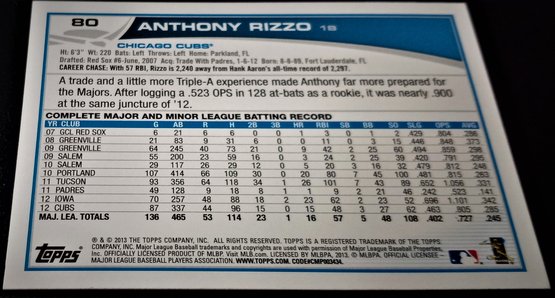 80 ANTHONY RIZZO 1B
CHICAGO CUBS®
Ht: 6'3" Wt: 220 Bats: Left Throws: Left Home: Parkland, FL
Drafted: Red Sox #6-June, 2007 Acq: Trade With Padres, 1-6-12 Born: 8-8-89, Fort Lauderdale, FL
CAREER CHASE: With 57 RBI, Rizzo is 2,240 away from Hank Aaron's all-time record of 2,297.
A trade and a little more Triple-A experience made Anthony far more prepared for
the Majors. After logging a .523 OPS in 128 at-bats as a rookie, it was nearly .900
at the same juncture of '12.
COMPLETE MAJOR AND MINOR LEAGUE BATTING RECORD
YR CLUB G AB R H 2B 3B HR RBI SB BB SO SLG OPS AVG
07 GCL RED SOX 6 21 6 6 0 0 1 3 0 1 2 .429 .804 .286
08 GREENVILLE 21 83 9 31 6 0 0 11 0 3 15 .446 .848 .373
09 GREENVILLE 64 245 40 73 21 0 9 42 2 25 60 .494 .859 .298
09 SALEM 55 200 23 59 16 0 3 24 2 25 39 .420 .791 .295
10 SALEM 29 117 26 29 12 0 5 20 3 16 32 .479 .812 .248
10 PORTLAND 107 414 66 109 30 0 20 80 7 45 100 .481 .815 .263
11 TUCSON 93 356 64 118 34 1 26 101 7 43 89 .652 1.056 .331
11 PADRES 49 128 9 18 8 1 1 9 2 21 46 .242 .523 .141
12 IOWA 70 257 48 88 18 2 23 62 2 23 52 .696 1.101 .342
12 CUBS 87 337 44 96 15 0 15 48 3 27 62 .463 .805 .285
MAJ. LEA. TOTALS 136 465 53 114 23 1 16 57 5 48 108 .402 .727 .245
® & © 2013 THE TOPPS COMPANY, INC. ALL RIGHTS RESERVED. TOPPS IS A REGISTERED TRADEMARK OF THE TOPPS
COMPANY, INC. Major League Baseball trademarks and copyrights are used with permission of Major League Baseball Properties,
Inc. OFFICIALLY LICENSED PRODUCT OF MLBP. Visit MLB.com. LICENSED BY MLBPA, 2013. © MLBPA. OFFICIAL LICENSEE -
MAJOR LEAGUE BASEBALL PLAYERS ASSOCIATION. WWW.TOPPS.COM. CODE#CMP003434.
Topps